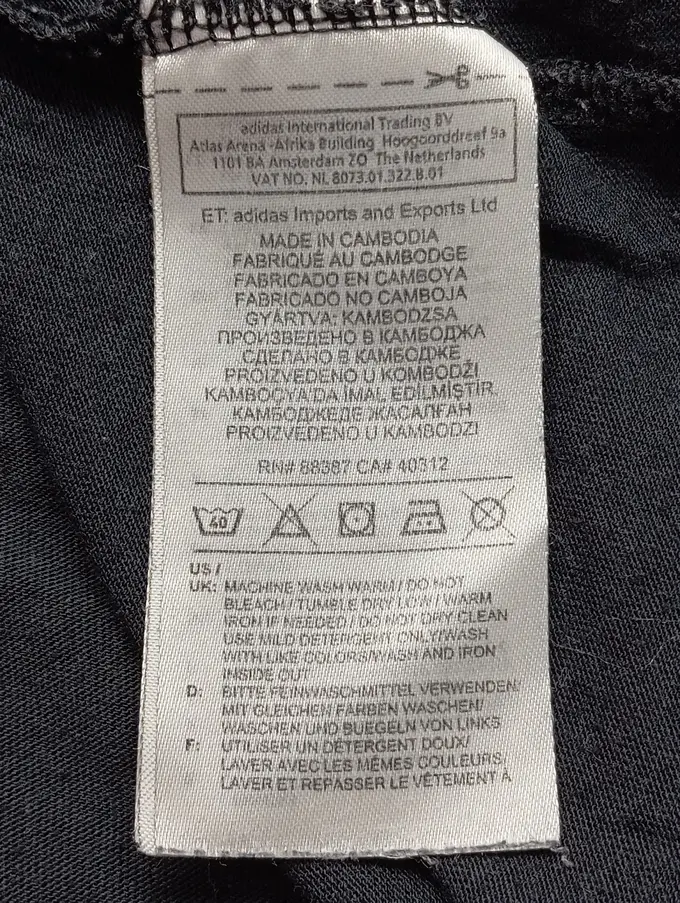 adidas International Trading BV
Atlas Arena -Afrika Building Hoogoorddreef 9a
1101 BA Amsterdam ZO The Netherlands
VAT NO. NL 8073.01.322.B.01
ET: adidas Imports and Exports Ltd
MADE IN CAMBODIA
FABRIQUÉ AU CAMBODGE
FABRICADO EN CAMBOYA
FABRICADO NO CAMBOJA
GYÁRTVA: KAMBODZSA
ПРОИЗВЕДЕНО В КАМБОДЖА
СДЕЛАНО В КАМБОДЖЕ
PROIZVEDENO U KOMBODŽI
KAMBOÇYA'DA İMAL EDİLMİŞTİR.
КАМБОДЖЕДЕ ЖАСАЛҒАН
PROIZVEDENO U KAMBODZI
RN# 88387 CA# 40312
40
US /
UK: MACHINE WASH WARM / DO NOT
BLEACH / TUMBLE DRY LOW / WARM
IRON IF NEEDED / DO NOT DRY CLEAN
USE MILD DETERGENT ONLY/WASH
WITH LIKE COLORS/WASH AND IRON
INSIDE OUT
D: BITTE FEINWASCHMITTEL VERWENDEN/
MIT GLEICHEN FARBEN WASCHEN/
WASCHEN UND BUEGELN VON LINKS
F: UTILISER UN DÉTERGENT DOUX/
LAVER AVEC LES MÊMES COULEURS/
LAVER ET REPASSER LE VÊTEMENT À